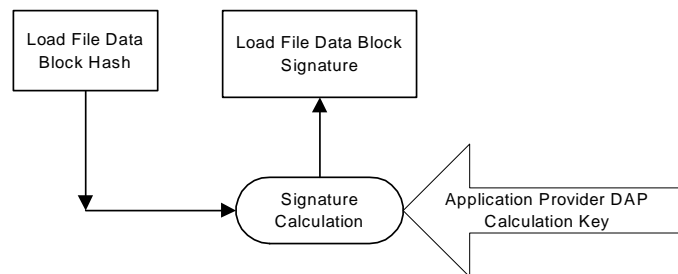 Load File Data
Block Hash
Load File Data Block
Signature
Signature
Calculation
Application Provider DAP
Calculation Key